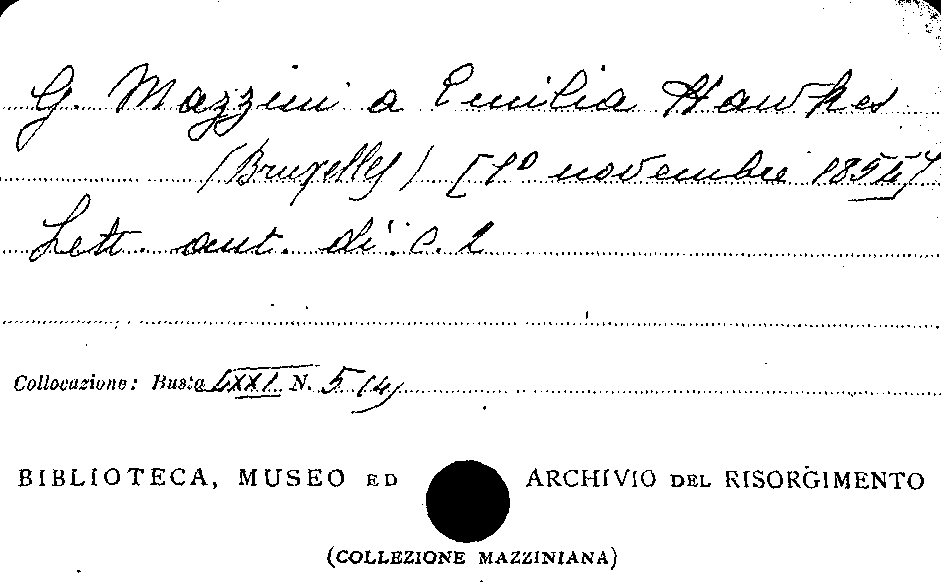 G. Mazzini a Emilia Hawkes
(Bruxelles) [1º novembre 1854]
Lett. aut. di c. 2
Collocazione: Busta LXXI N. 5 (4)
BIBLIOTECA, MUSEO ED ARCHIVIO DEL RISORGIMENTO
(COLLEZIONE MAZZINIANA)